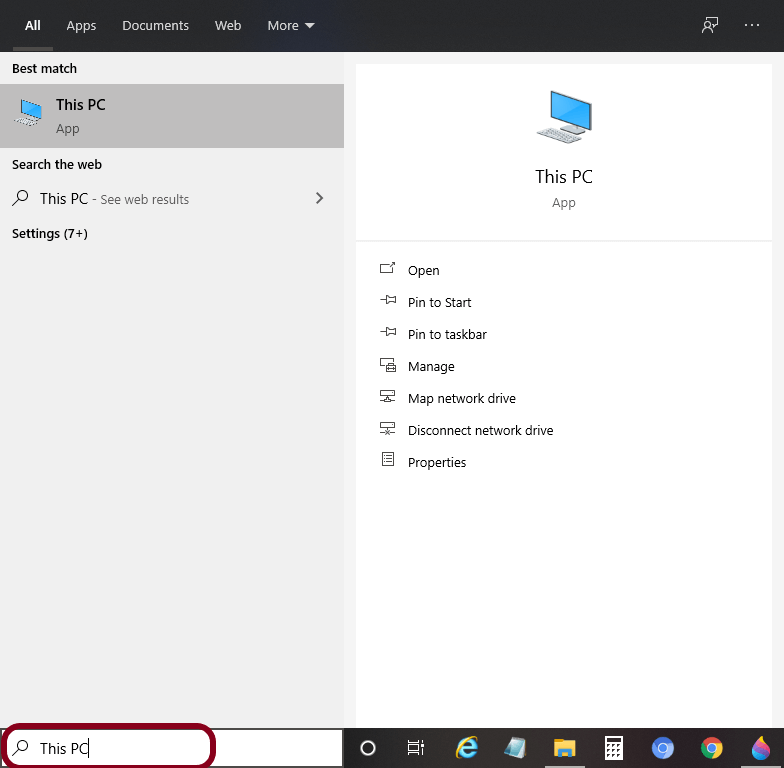 All Apps Documents Web More
Best match
This PC
App
Search the web
This PC - See web results
Settings (7+)
This PC
App
Open
Pin to Start
Pin to taskbar
Manage
Map network drive
Disconnect network drive
Properties
This PC